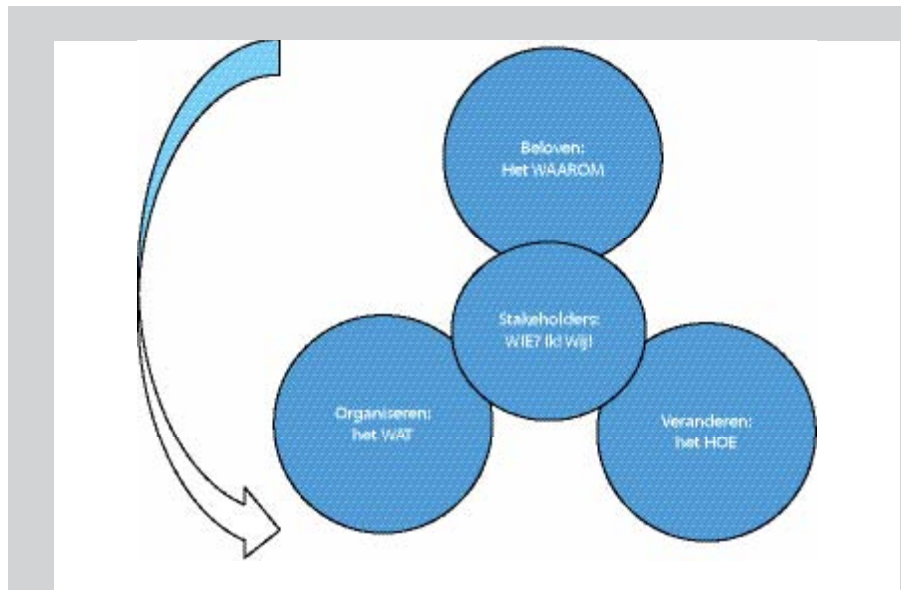 Beloven:
Het WAAROM
Stakeholders:
WIE? Ik! Wij!
Organiseren:
het WAT
Veranderen:
het HOE